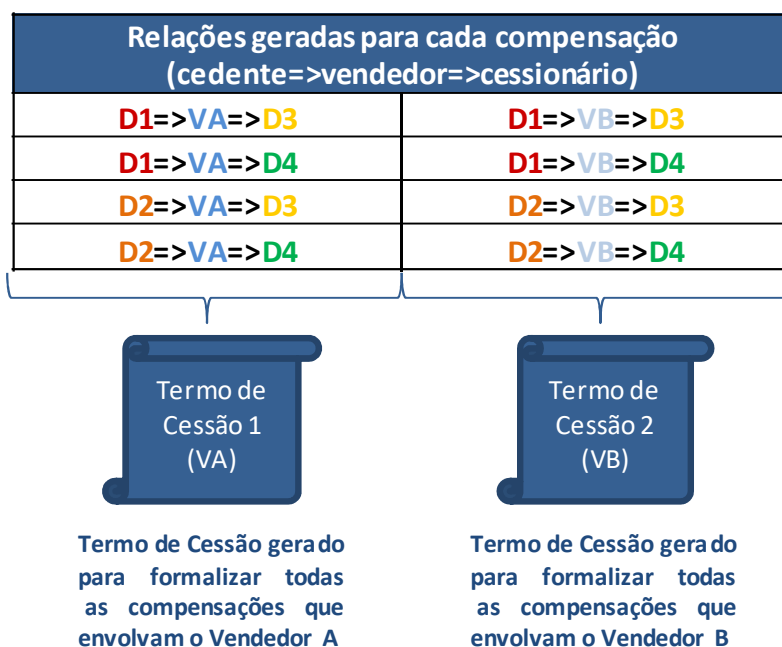 Relações geradas para cada compensação
(cedente=>vendedor=>cessionário)
D1=>VA=>D3 D1=>VB=>D3
D1=>VA=>D4 D1=>VB=>D4
D2=>VA=>D3 D2=>VB=>D3
D2=>VA=>D4 D2=>VB=>D4
Termo de
Cessão 1
(VA)
Termo de
Cessão 2
(VB)
Termo de Cessão gerado
para formalizar todas
as compensações que
envolvam o Vendedor A
Termo de Cessão gerado
para formalizar todas
as compensações que
envolvam o Vendedor B